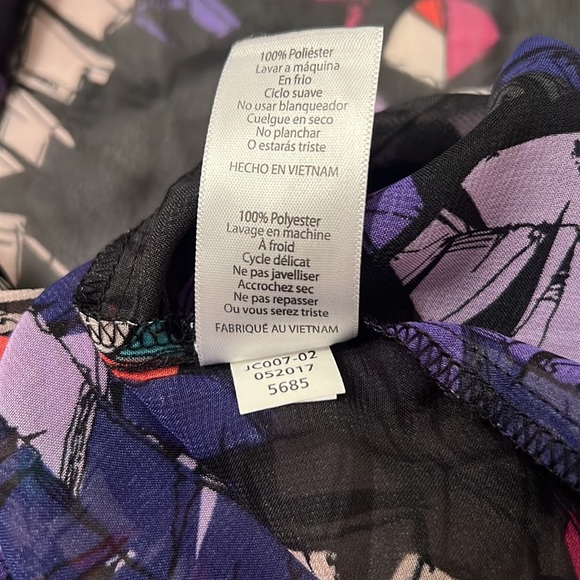 100% Poliéster
Lavar a máquina
En frio
Ciclo suave
No usar blanqueador
Cuelgue en seco
No planchar
O estarás triste
HECHO EN VIETNAM
100% Polyester
Lavage en machine
À froid
Cycle délicat
Ne pas javelliser
Accrochez sec
Ne pas repasser
Ou vous serez triste
FABRIQUÉ AU VIETNAM
JC007-02
052017
5685